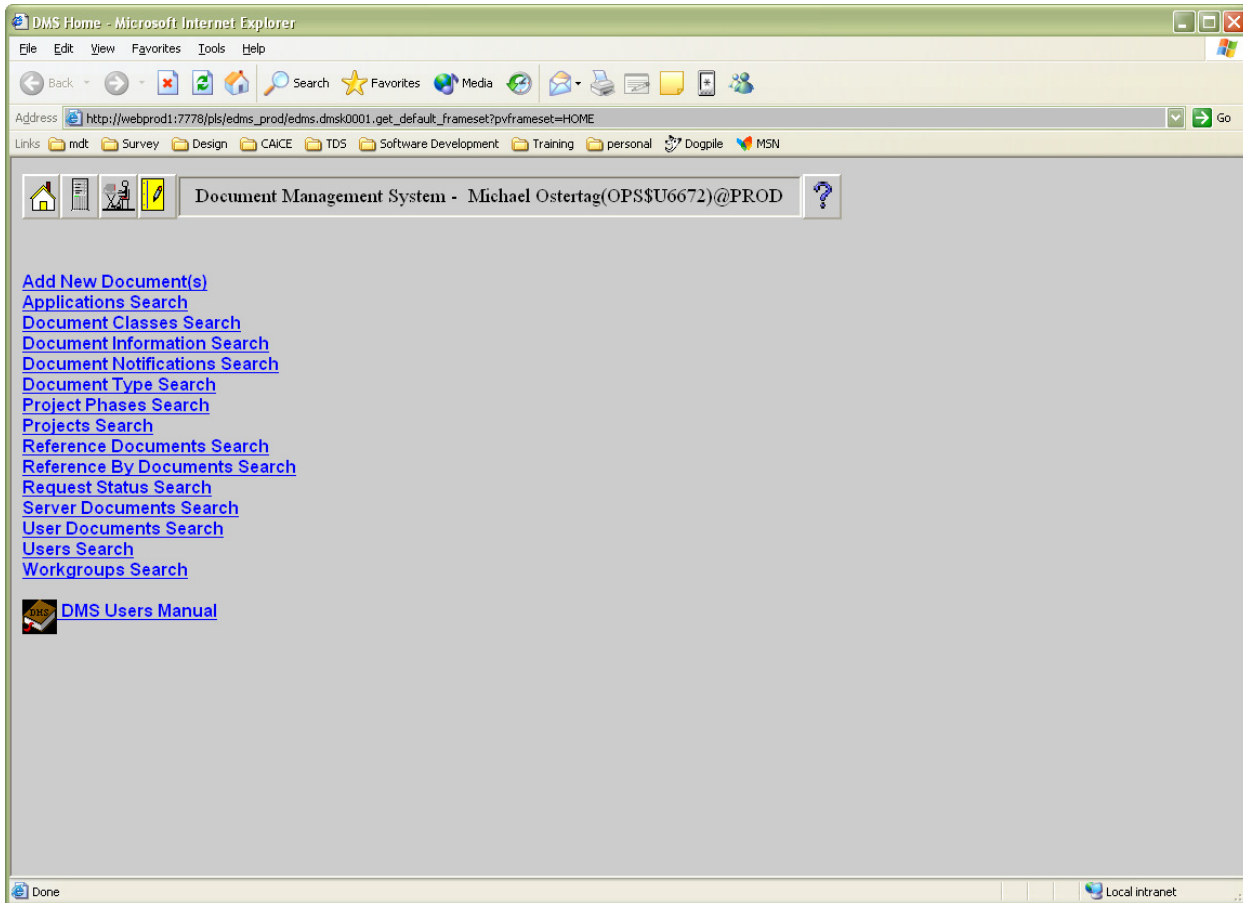 DMS Home - Microsoft Internet Explorer
File Edit View Favorites Tools Help
Back Search Favorites Media
Address http://webprod1:7778/pls/edms_prod/edms.dmsk0001.get_default_frameset?pvframeset=HOME Go
Links mdt Survey Design CAiCE TDS Software Development Training personal Dogpile MSN
Document Management System - Michael Ostertag(OPS$U6672)@PROD
Add New Document(s)
Applications Search
Document Classes Search
Document Information Search
Document Notifications Search
Document Type Search
Project Phases Search
Projects Search
Reference Documents Search
Reference By Documents Search
Request Status Search
Server Documents Search
User Documents Search
Users Search
Workgroups Search
DMS DMS Users Manual
Done Local intranet